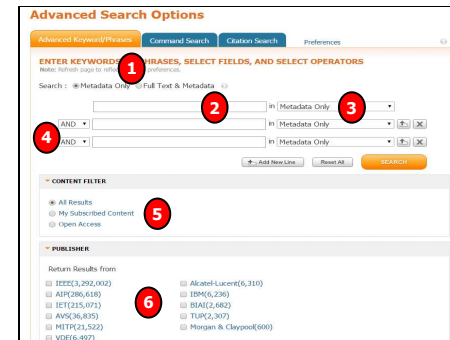 Advanced Search Options
Advanced Keyword/Phrases Command Search Citation Search Preferences
ENTER KEYWORDS PHRASES, SELECT FIELDS, AND SELECT OPERATORS
Note: Refresh page to preferences.
1
Search : Metadata Only Full Text & Metadata
2 in Metadata Only 3
4 AND in Metadata Only
AND in Metadata Only
Add New Line Reset All SEARCH
CONTENT FILTER
All Results
My Subscribed Content 5
Open Access
PUBLISHER
Return Results from
IEEE(3,292,002) Alcatel-Lucent(6,310)
AIP(286,618) IBM(6,236)
IET(215,071) 6 BIAI(2,682)
AVS(36,835) TUP(2,307)
MITP(21,522) Morgan & Claypool(600)
VDE(6,497)